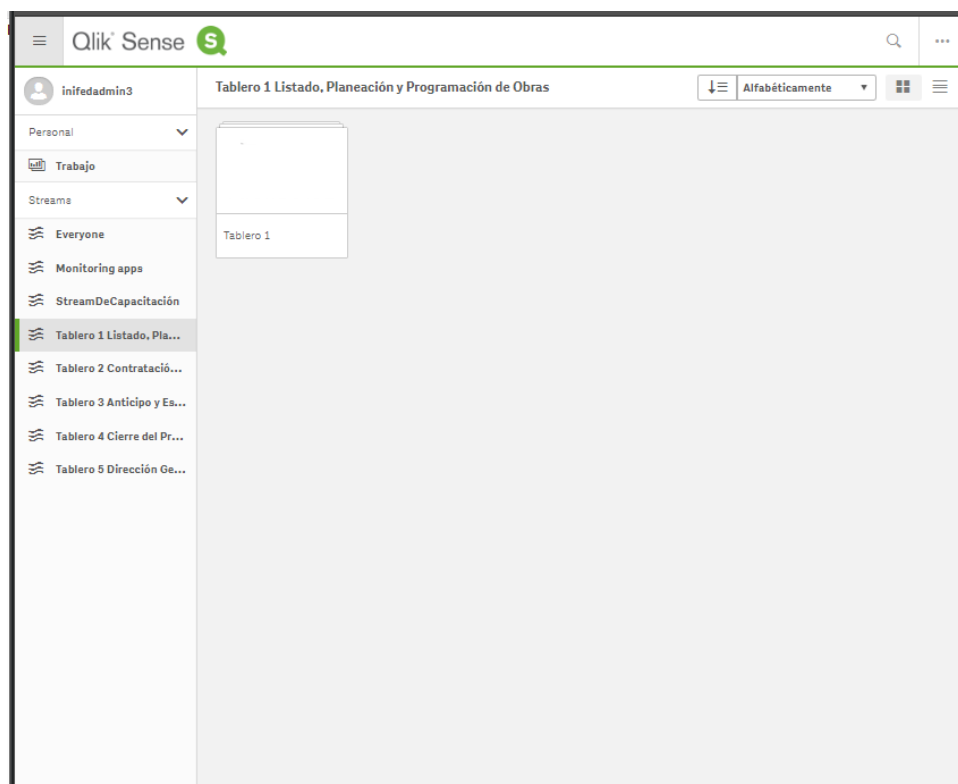 Qlik Sense
inifedadmin3
Tablero 1 Listado, Planeación y Programación de Obras
Alfabéticamente
Personal
Trabajo
Streams
Everyone
Monitoring apps
StreamDeCapacitación
Tablero 1 Listado, Pla...
Tablero 2 Contratació...
Tablero 3 Anticipo y Es...
Tablero 4 Cierre del Pr...
Tablero 5 Dirección Ge...
Tablero 1